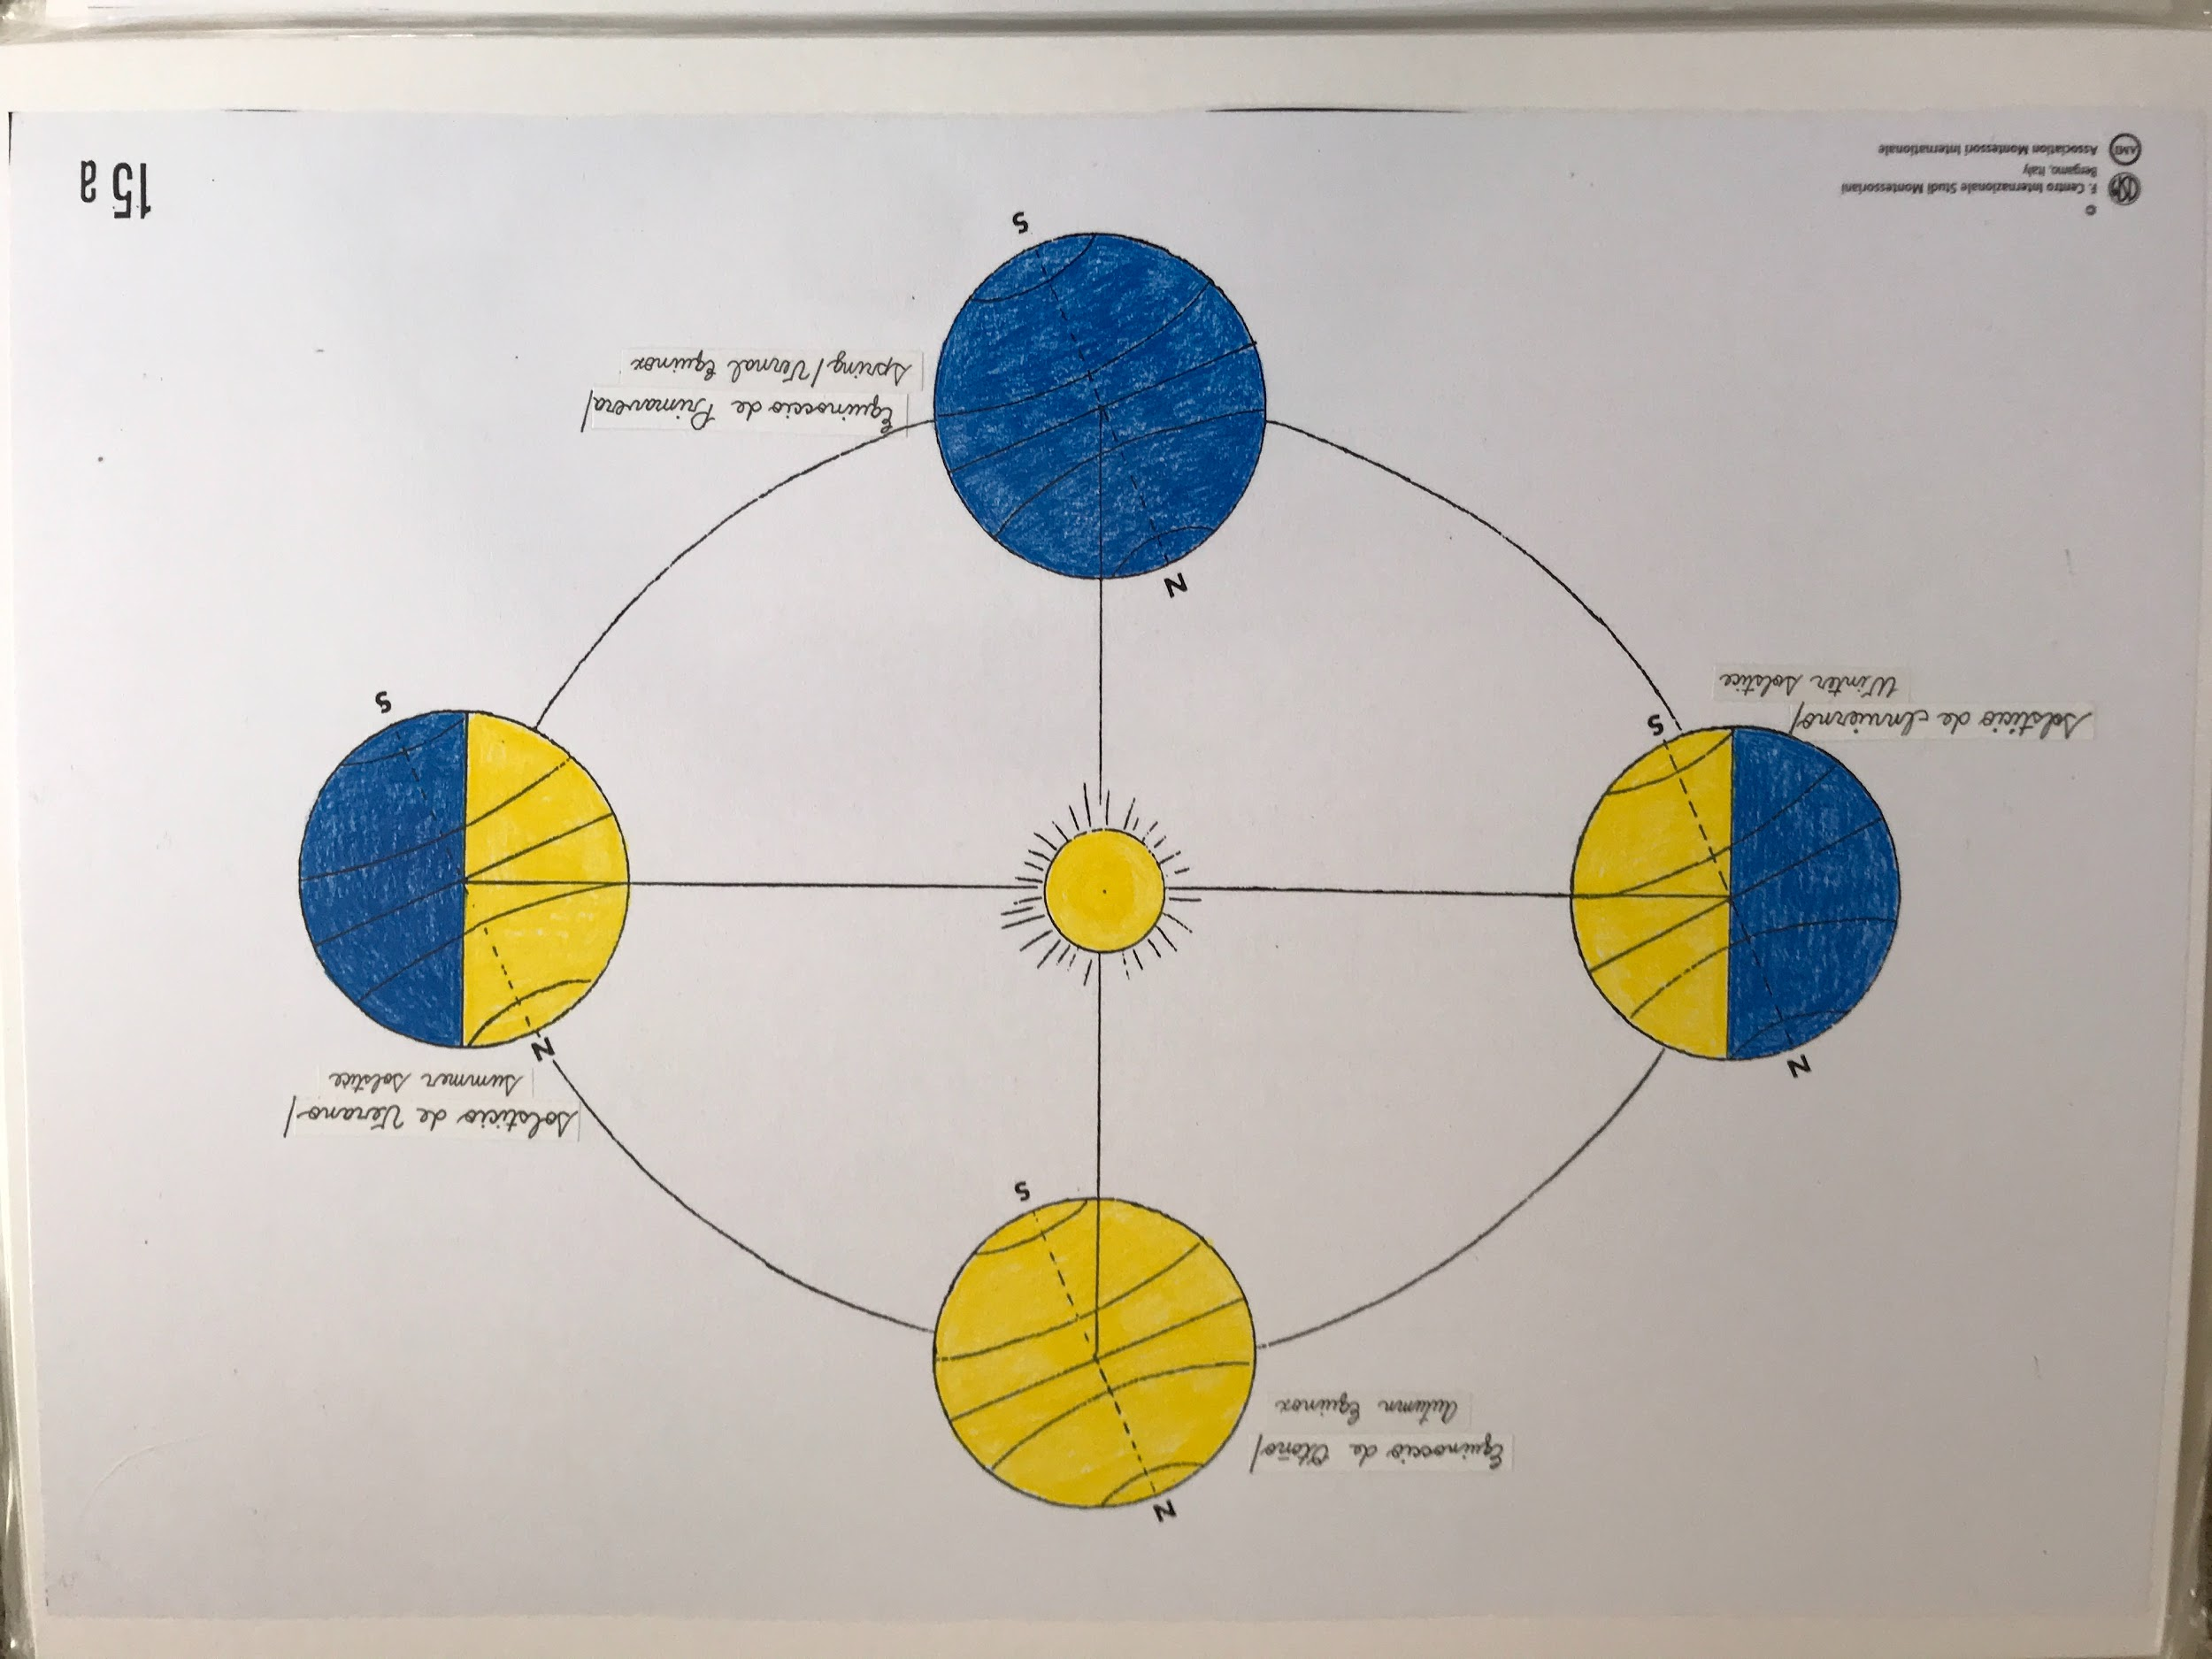 N
Equinoccio de Otoño/
Autumn Equinox
S
Solsticio de Verano/
Summer Solstice
N
N
S
S
Solsticio de Invierno/
Winter Solstice
N
Equinoccio de Primavera/
Spring/Vernal Equinox
S
©
F. Centro Internazionale Studi Montessoriani
Bergamo, Italy
AMI
Association Montessori Internationale
15 a